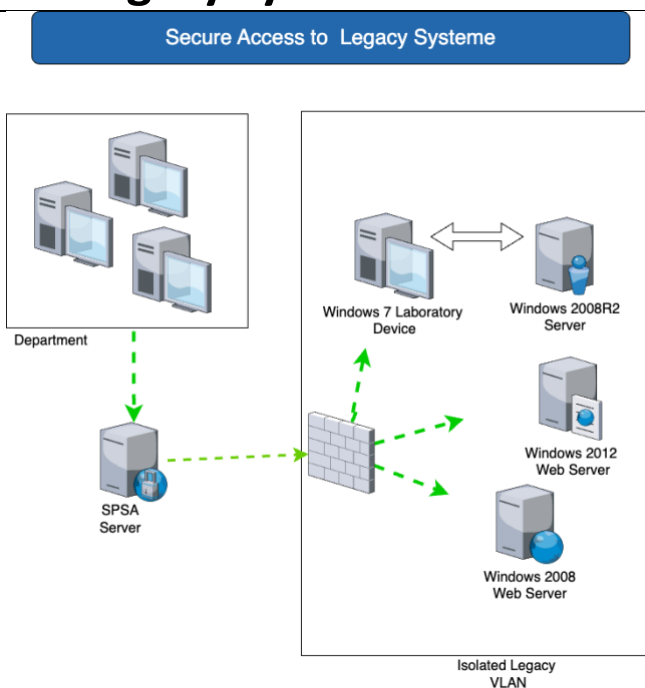 Secure Access to  Legacy Systeme
Windows 7 Laboratory
Device
Windows 2008R2
Server
Department
Windows 2012
Web Server
SPSA
Server
Windows 2008
Web Server
Isolated Legacy
VLAN